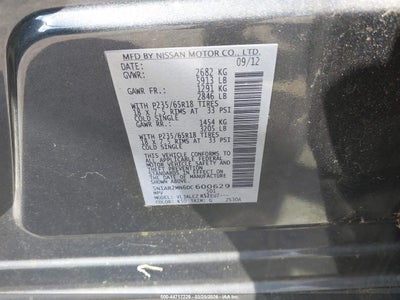 MFD BY NISSAN MOTOR CO., LTD.
DATE: 09/12
GVWR: 2682 KG
5913 LB
GAWR FR: 1291 KG
2846 LB
WITH P235/65R18 TIRES
18 X 7.5 RIMS AT 33 PSI
COLD SINGLE
GAWR RR: 1454 KG
3205 LB
WITH P235/65R18 TIRES
18 X 7.5 RIMS AT 33 PSI
COLD SINGLE
THIS VEHICLE CONFORMS TO ALL
APPLICABLE FEDERAL MOTOR
VEHICLE SAFETY AND THEFT
PREVENTION STANDARDS IN EFFECT
ON THE DATE OF MANUFACTURE
SHOWN ABOVE.
600629
MPV
MODEL:
COLOR: TRIM: G